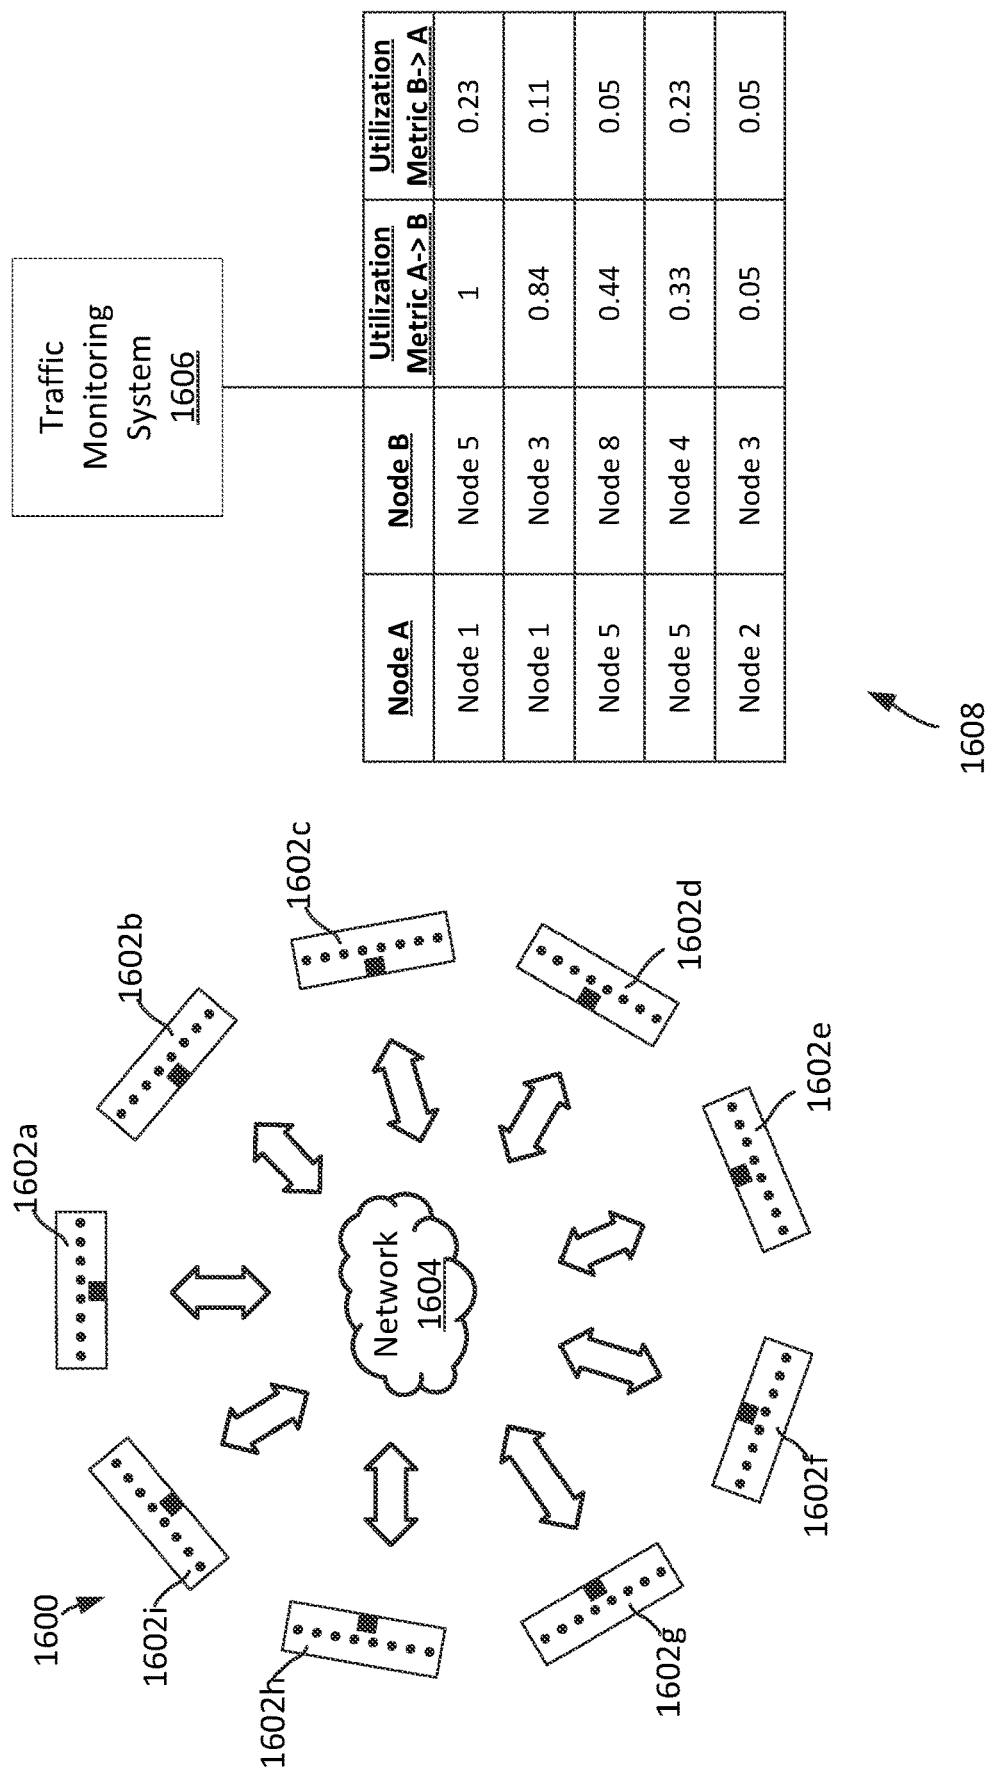 1600
1602a
1602b
1602c
1602d
1602e
1602f
1602g
1602h
1602i
Network
1604
Traffic
Monitoring
System
1606
Node A
Node B
Utilization
Metric A-> B
Utilization
Metric B-> A
Node 1
Node 5
1
0.23
Node 1
Node 3
0.84
0.11
Node 5
Node 8
0.44
0.05
Node 5
Node 4
0.33
0.23
Node 2
Node 3
0.05
0.05
1608